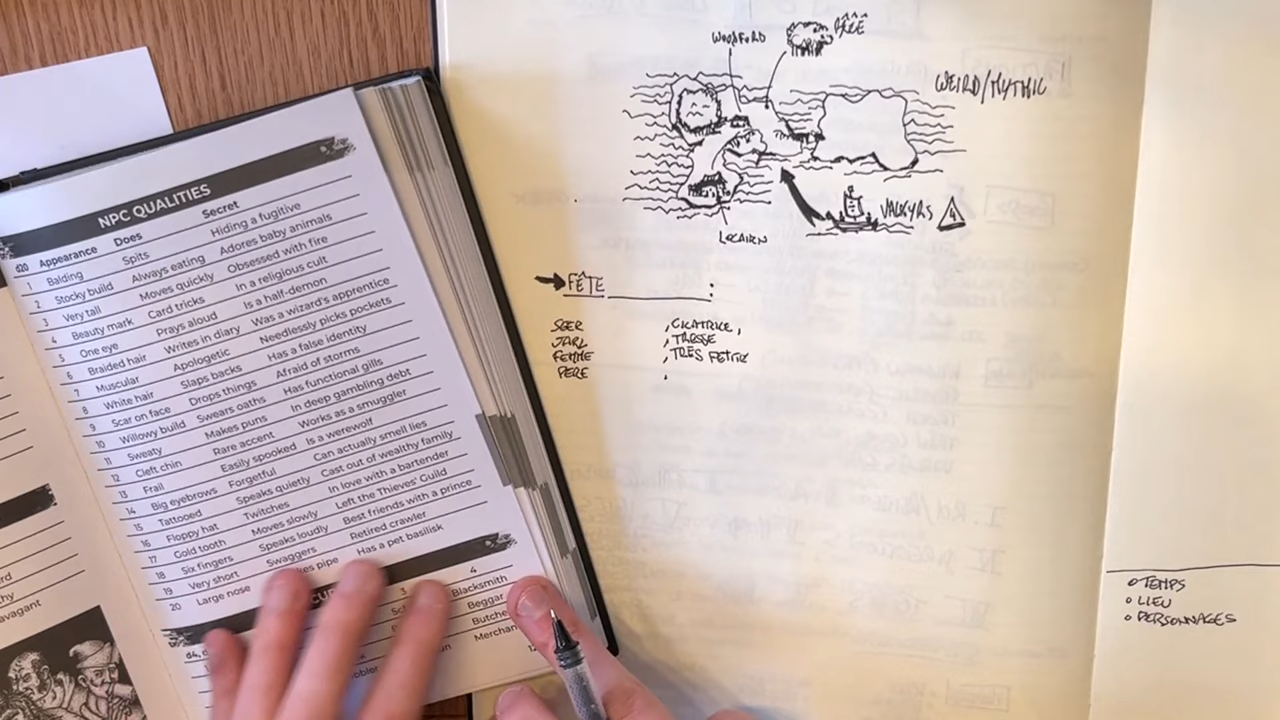 NPC QUALITIES
d20 Appearance Does Secret
1 Balding Spits Hiding a fugitive
2 Stocky build Always eating Adores baby animals
3 Very tall Moves quickly Obsessed with fire
4 Beauty mark Card tricks In a religious cult
5 One eye Prays aloud Is a half-demon
6 Braided hair Writes in diary Was a wizard's apprentice
7 Muscular Apologetic Needlessly picks pockets
8 White hair Slaps backs Has a false identity
9 Scar on face Drops things Afraid of storms
10 Willowy build Swears oaths Has functional gills
11 Sweaty Makes puns In deep gambling debt
12 Cleft chin Rare accent Works as a smuggler
13 Frail Easily spooked Is a werewolf
14 Big eyebrows Forgetful Can actually smell lies
15 Tattooed Speaks quietly Cast out of wealthy family
16 Floppy hat Twitches In love with a bartender
17 Gold tooth Moves slowly Left the Thieves' Guild
18 Six fingers Speaks loudly Best friends with a prince
19 Very short Swaggers Retired crawler
20 Large nose kes pipe Has a pet basilisk
3 4
d4,
Blacksmith
Beggar
Butche
Merchan
avagant
WOODFORD
BÊÊÊ
WEIRD/MYTHIC
VALKYRS 4
FÊTE :
, CICATRICE,
JARL , TRESSE
FEMME , TRÈS PETITE
PERE ,
o TEMPS
o LIEU
o PERSONNAGES